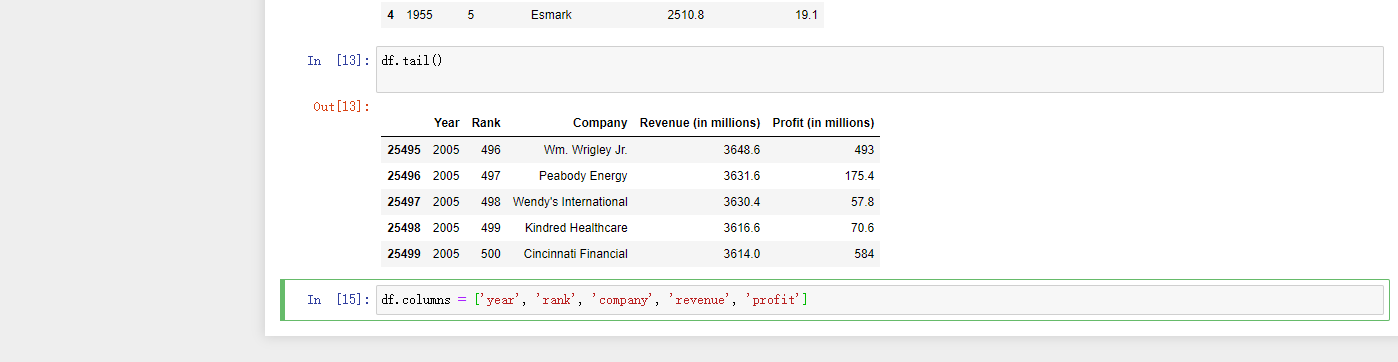 4 1955 5 Esmark 2510.8 19.1
In [13]: df.tail()
Out[13]:
Year Rank Company Revenue (in millions) Profit (in millions)
25495 2005 496 Wm. Wrigley Jr. 3648.6 493
25496 2005 497 Peabody Energy 3631.6 175.4
25497 2005 498 Wendy's International 3630.4 57.8
25498 2005 499 Kindred Healthcare 3616.6 70.6
25499 2005 500 Cincinnati Financial 3614.0 584
In [15]: df.columns = ['year', 'rank', 'company', 'revenue', 'profit']